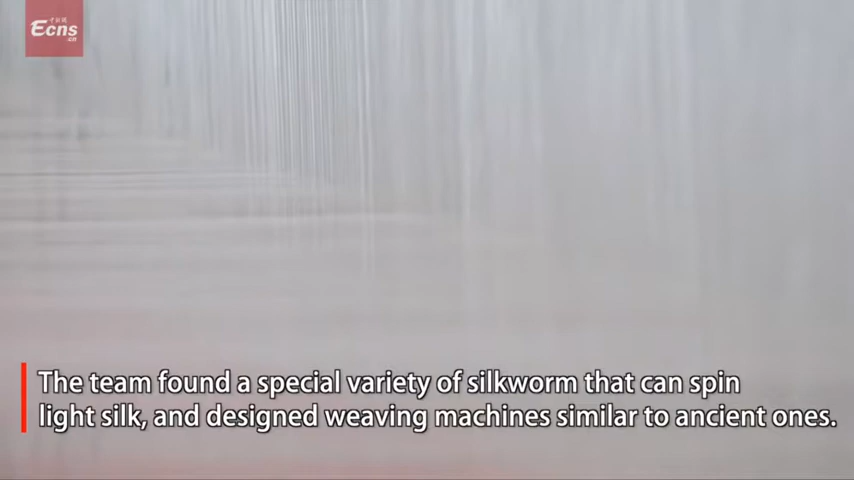 Ecns
.cn
The team found a special variety of silkworm that can spin
light silk, and designed weaving machines similar to ancient ones.